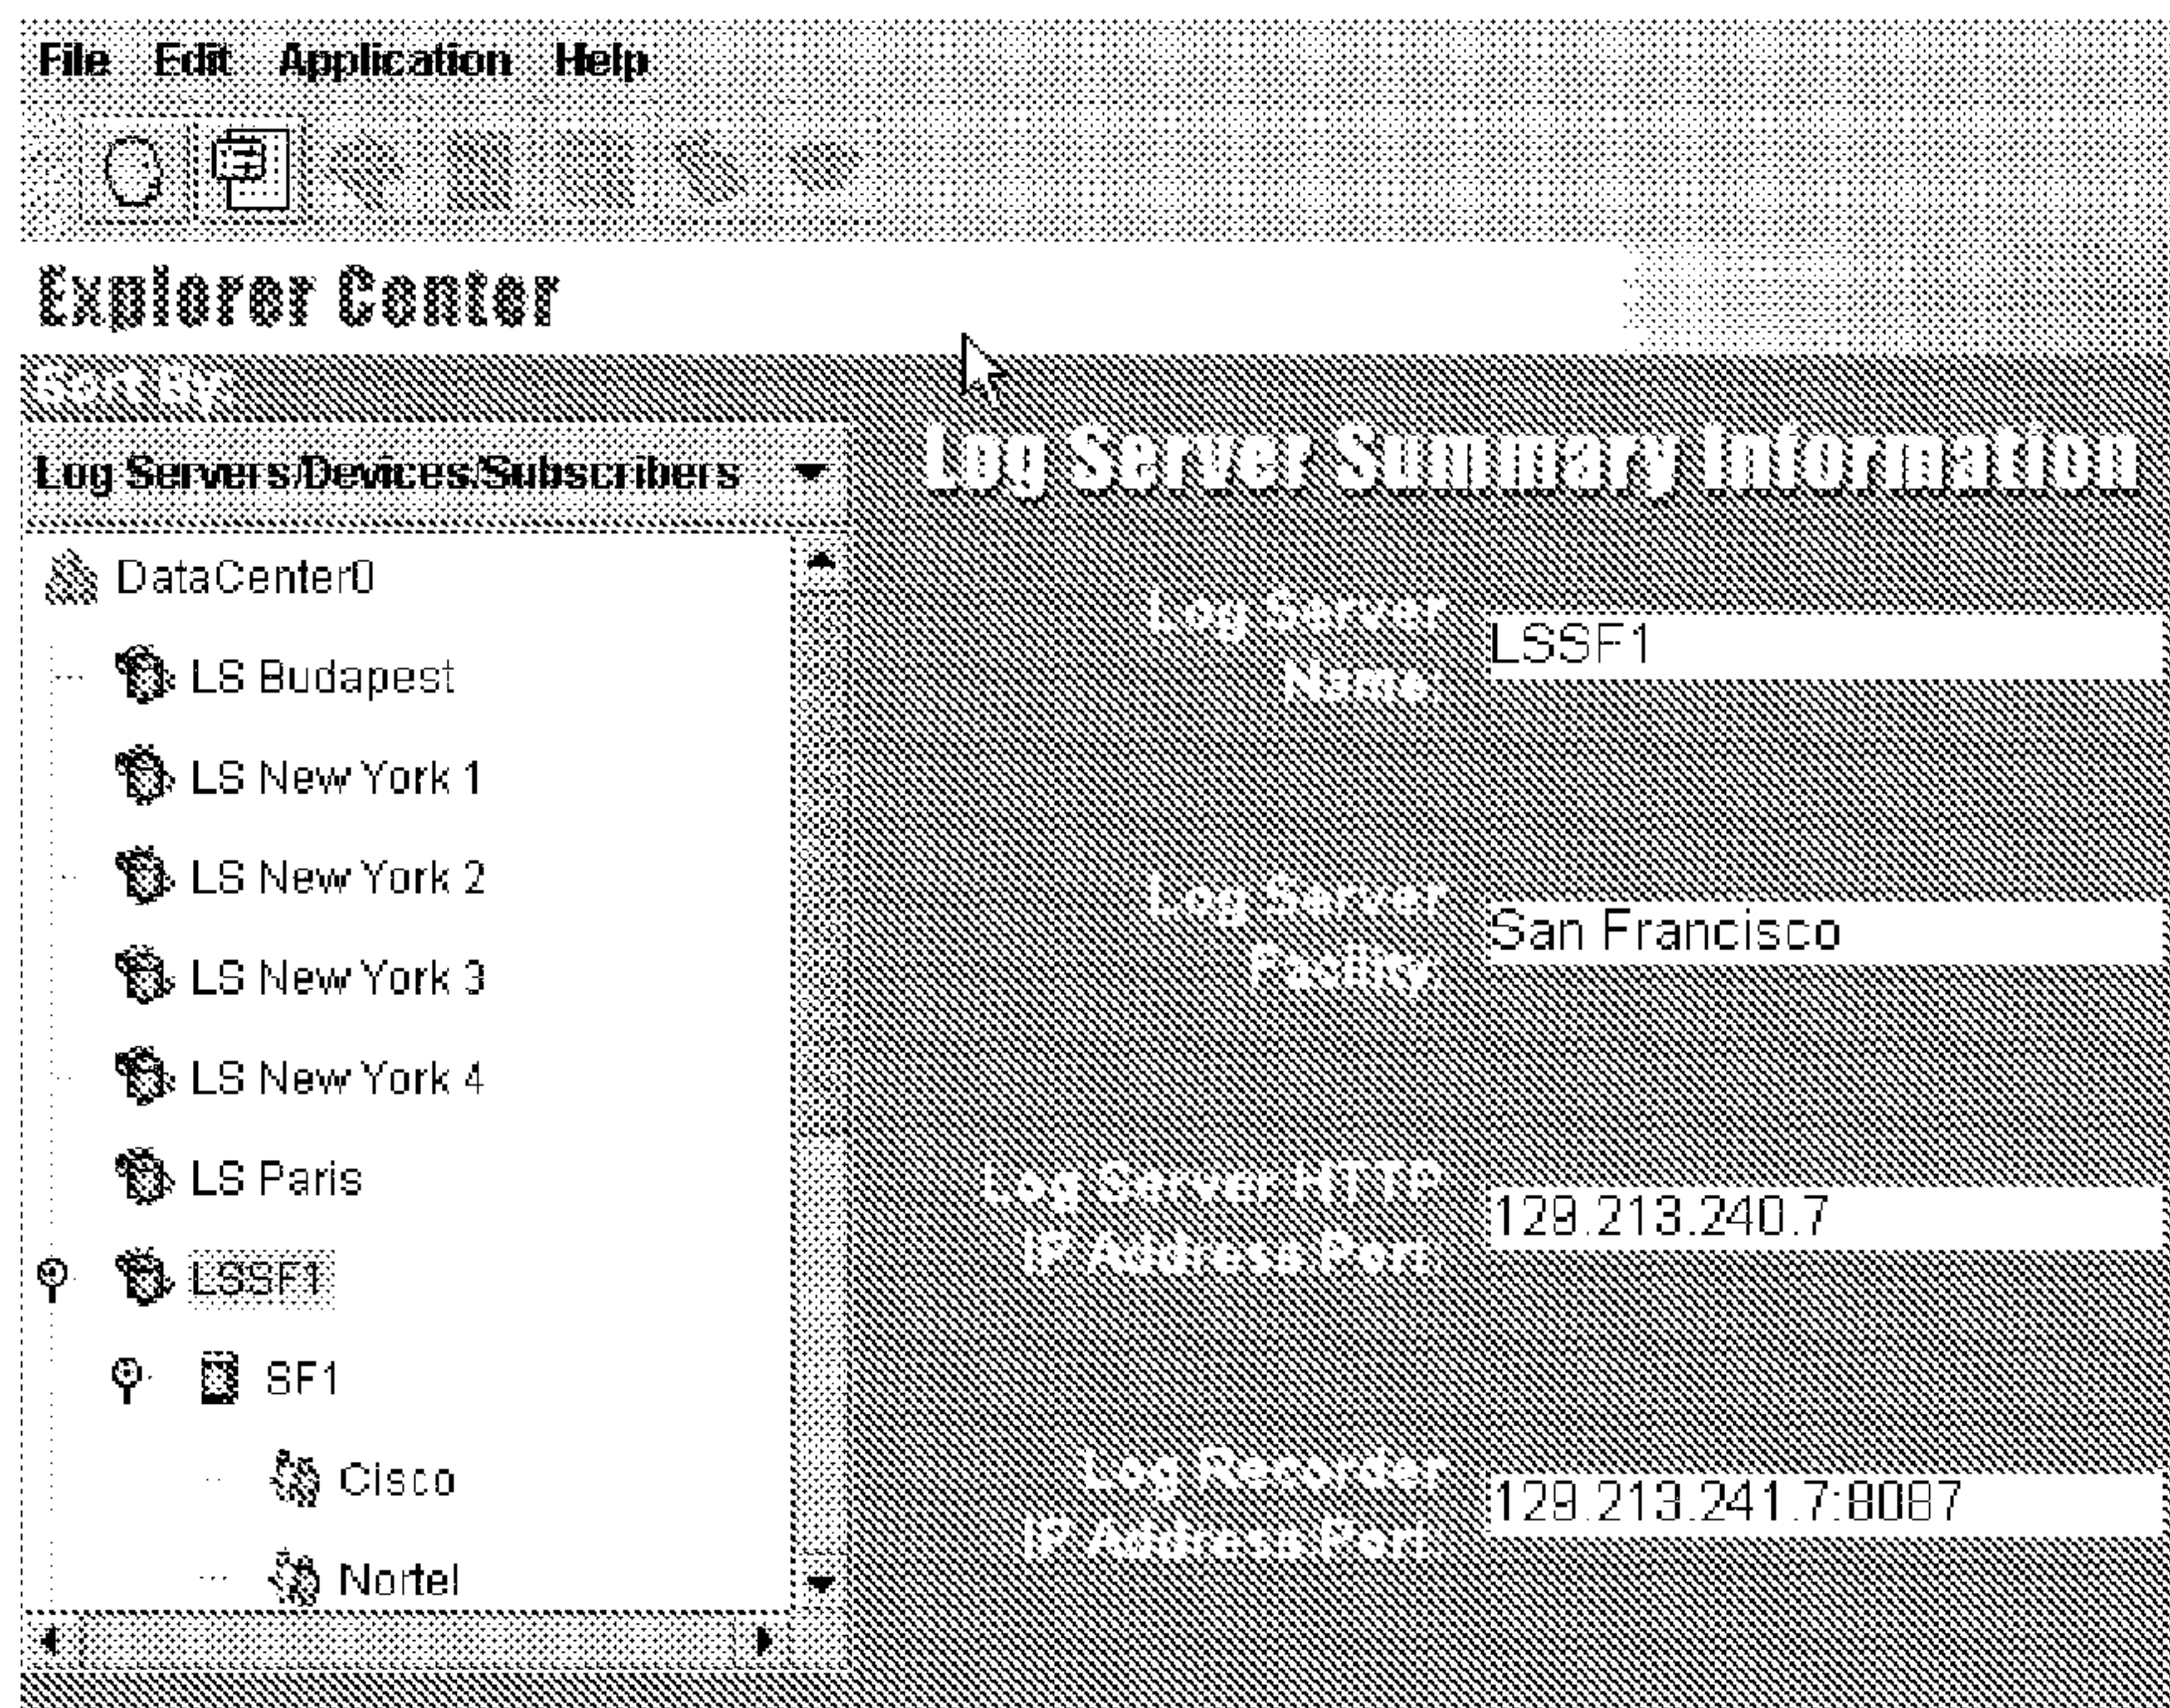 File Edit Application Help
Explorer Center
Sort By:
Log Servers/Devices/Subscribers
Log Server Summary Information
DataCenter0
LS Budapest
LS New York 1
LS New York 2
LS New York 3
LS New York 4
LS Paris
LSSF1
SF1
Cisco
Nortel
Log Server
Name:
LSSF1
Log Server
Facility:
San Francisco
Log Server HTTP
IP Address:Port:
129.213.240.7
Log Recorder
IP Address:Port:
129.213.241.7:8087